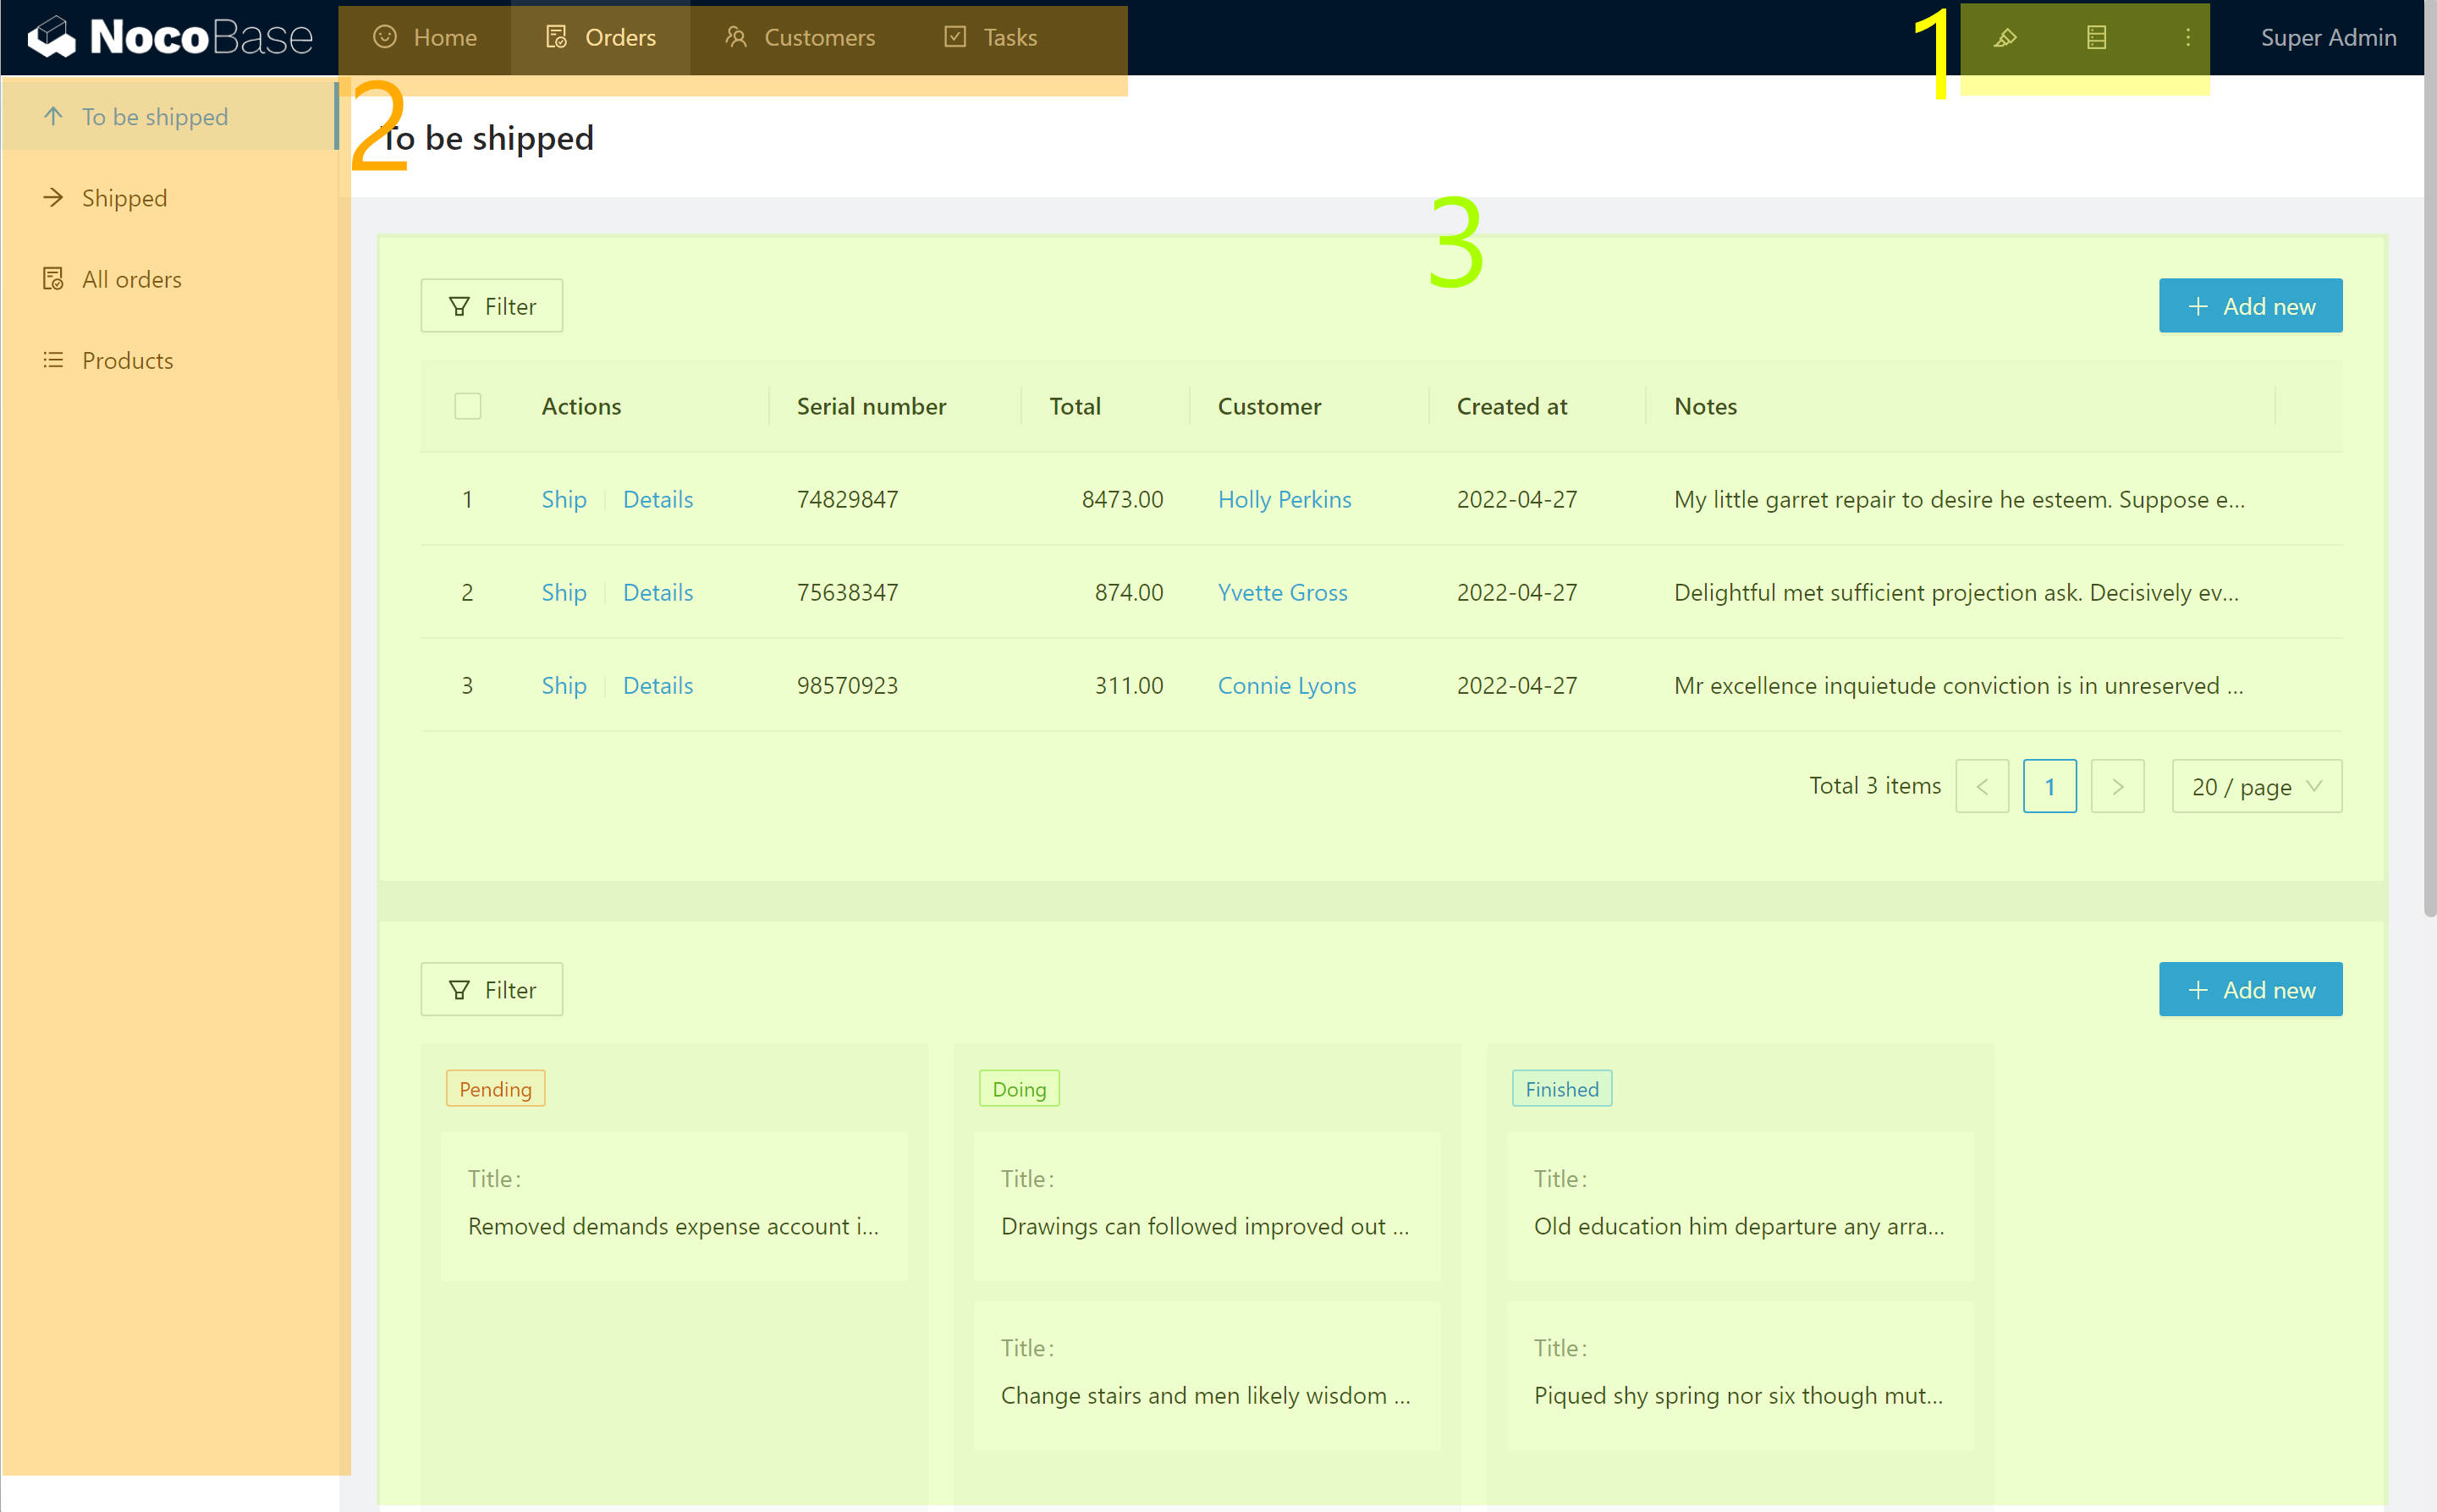 NocoBase
Home
Orders
Customers
Tasks
1
Super Admin
To be shipped
Shipped
All orders
Products
2
To be shipped
3
Filter
Add new
Actions Serial number Total Customer Created at Notes
1 Ship Details 74829847 8473.00 Holly Perkins 2022-04-27 My little garret repair to desire he esteem. Suppose e...
2 Ship Details 75638347 874.00 Yvette Gross 2022-04-27 Delightful met sufficient projection ask. Decisively ev...
3 Ship Details 98570923 311.00 Connie Lyons 2022-04-27 Mr excellence inquietude conviction is in unreserved ...
Total 3 items < 1 > 20 / page
Filter
Add new
Pending
Title:
Removed demands expense account i...
Doing
Title:
Drawings can followed improved out ...
Title:
Change stairs and men likely wisdom ...
Finished
Title:
Old education him departure any arra...
Title:
Piqued shy spring nor six though mut...